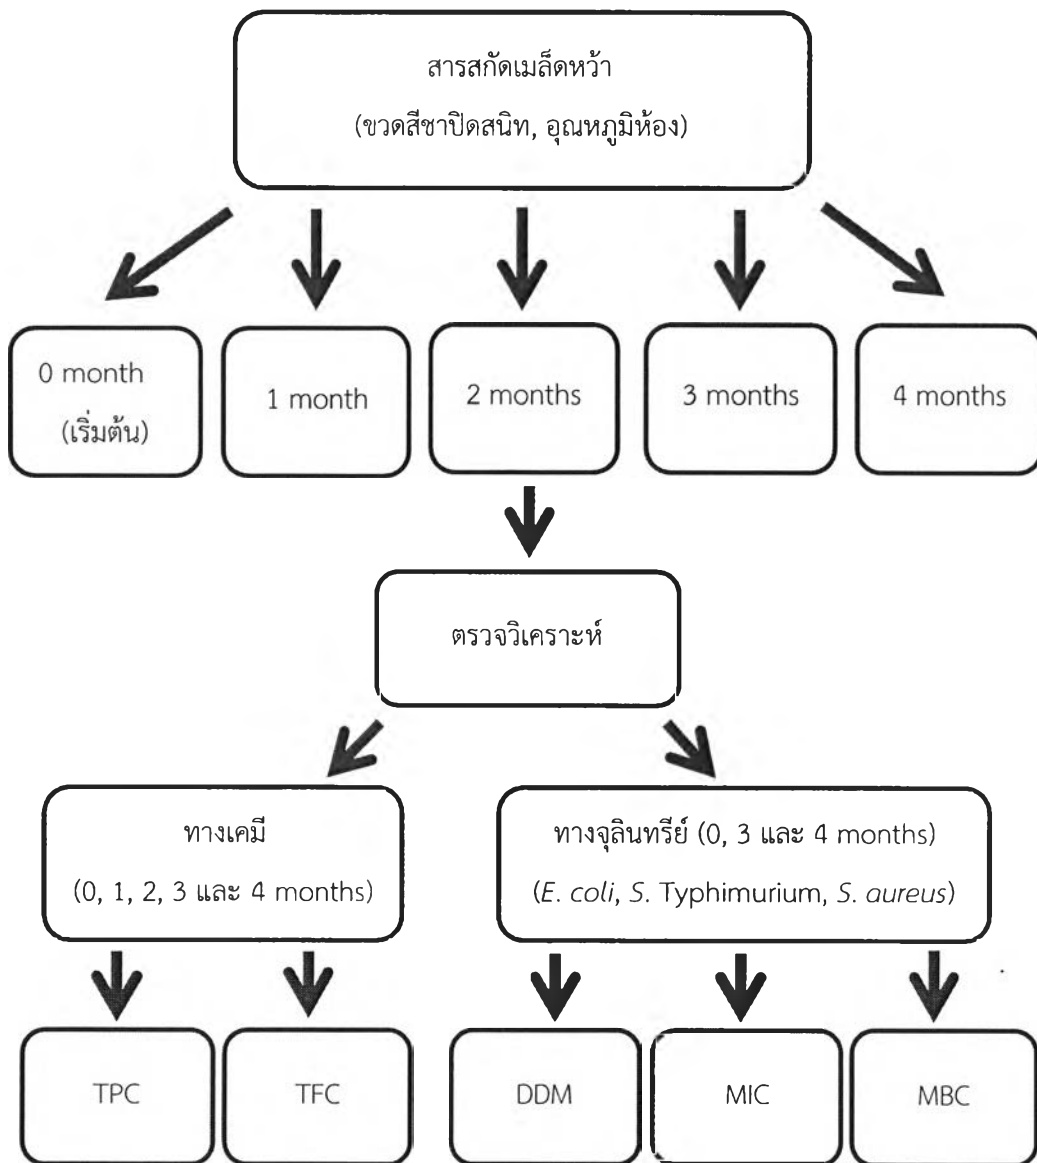 สารสกัดเมล็ดหว้า
(ขวดสีชาปิดสนิท, อุณหภูมิห้อง)
0 month
(เริ่มต้น)
1 month
2 months
3 months
4 months
ตรวจวิเคราะห์
ทางเคมี
(0, 1, 2, 3 และ 4 months)
ทางจุลินทรีย์ (0, 3 และ 4 months)
(E. coli, S. Typhimurium, S. aureus)
TPC
TFC
DDM
MIC
MBC